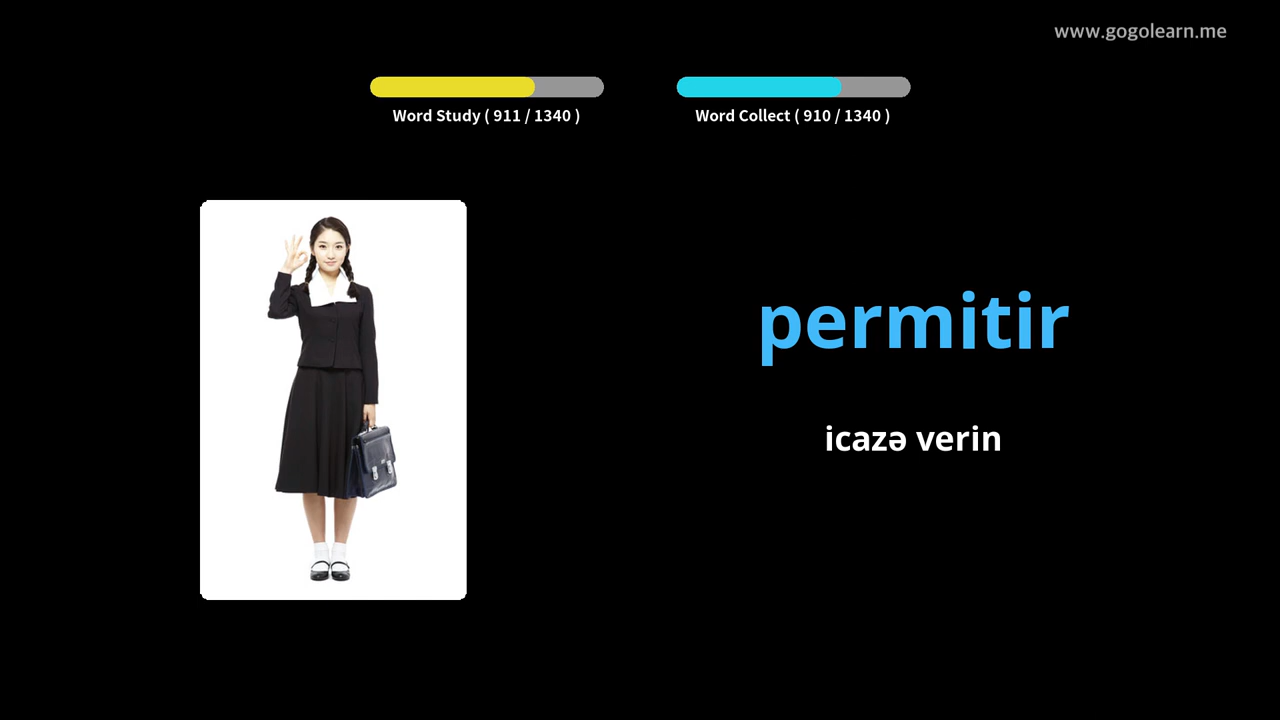 www.gogolearn.me
Word Study ( 911 / 1340 )
Word Collect ( 910 / 1340 )
permitir
icazə verin